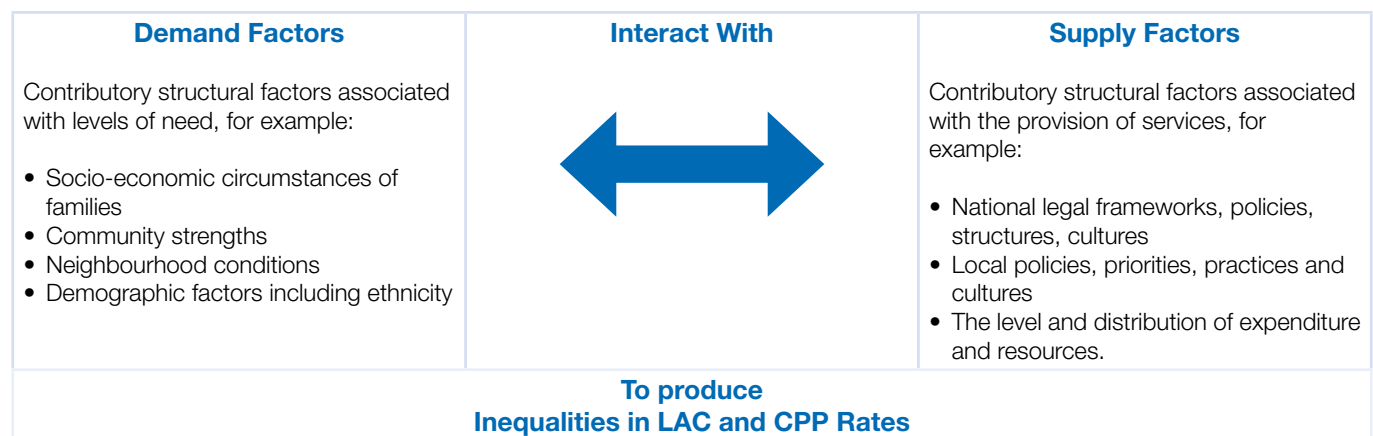 Demand Factors
Contributory structural factors associated
with levels of need, for example:
• Socio-economic circumstances of
families
• Community strengths
• Neighbourhood conditions
• Demographic factors including ethnicity
Interact With
Supply Factors
Contributory structural factors associated
with the provision of services, for
example:
• National legal frameworks, policies,
structures, cultures
• Local policies, priorities, practices and
cultures
• The level and distribution of expenditure
and resources.
To produce
Inequalities in LAC and CPP Rates